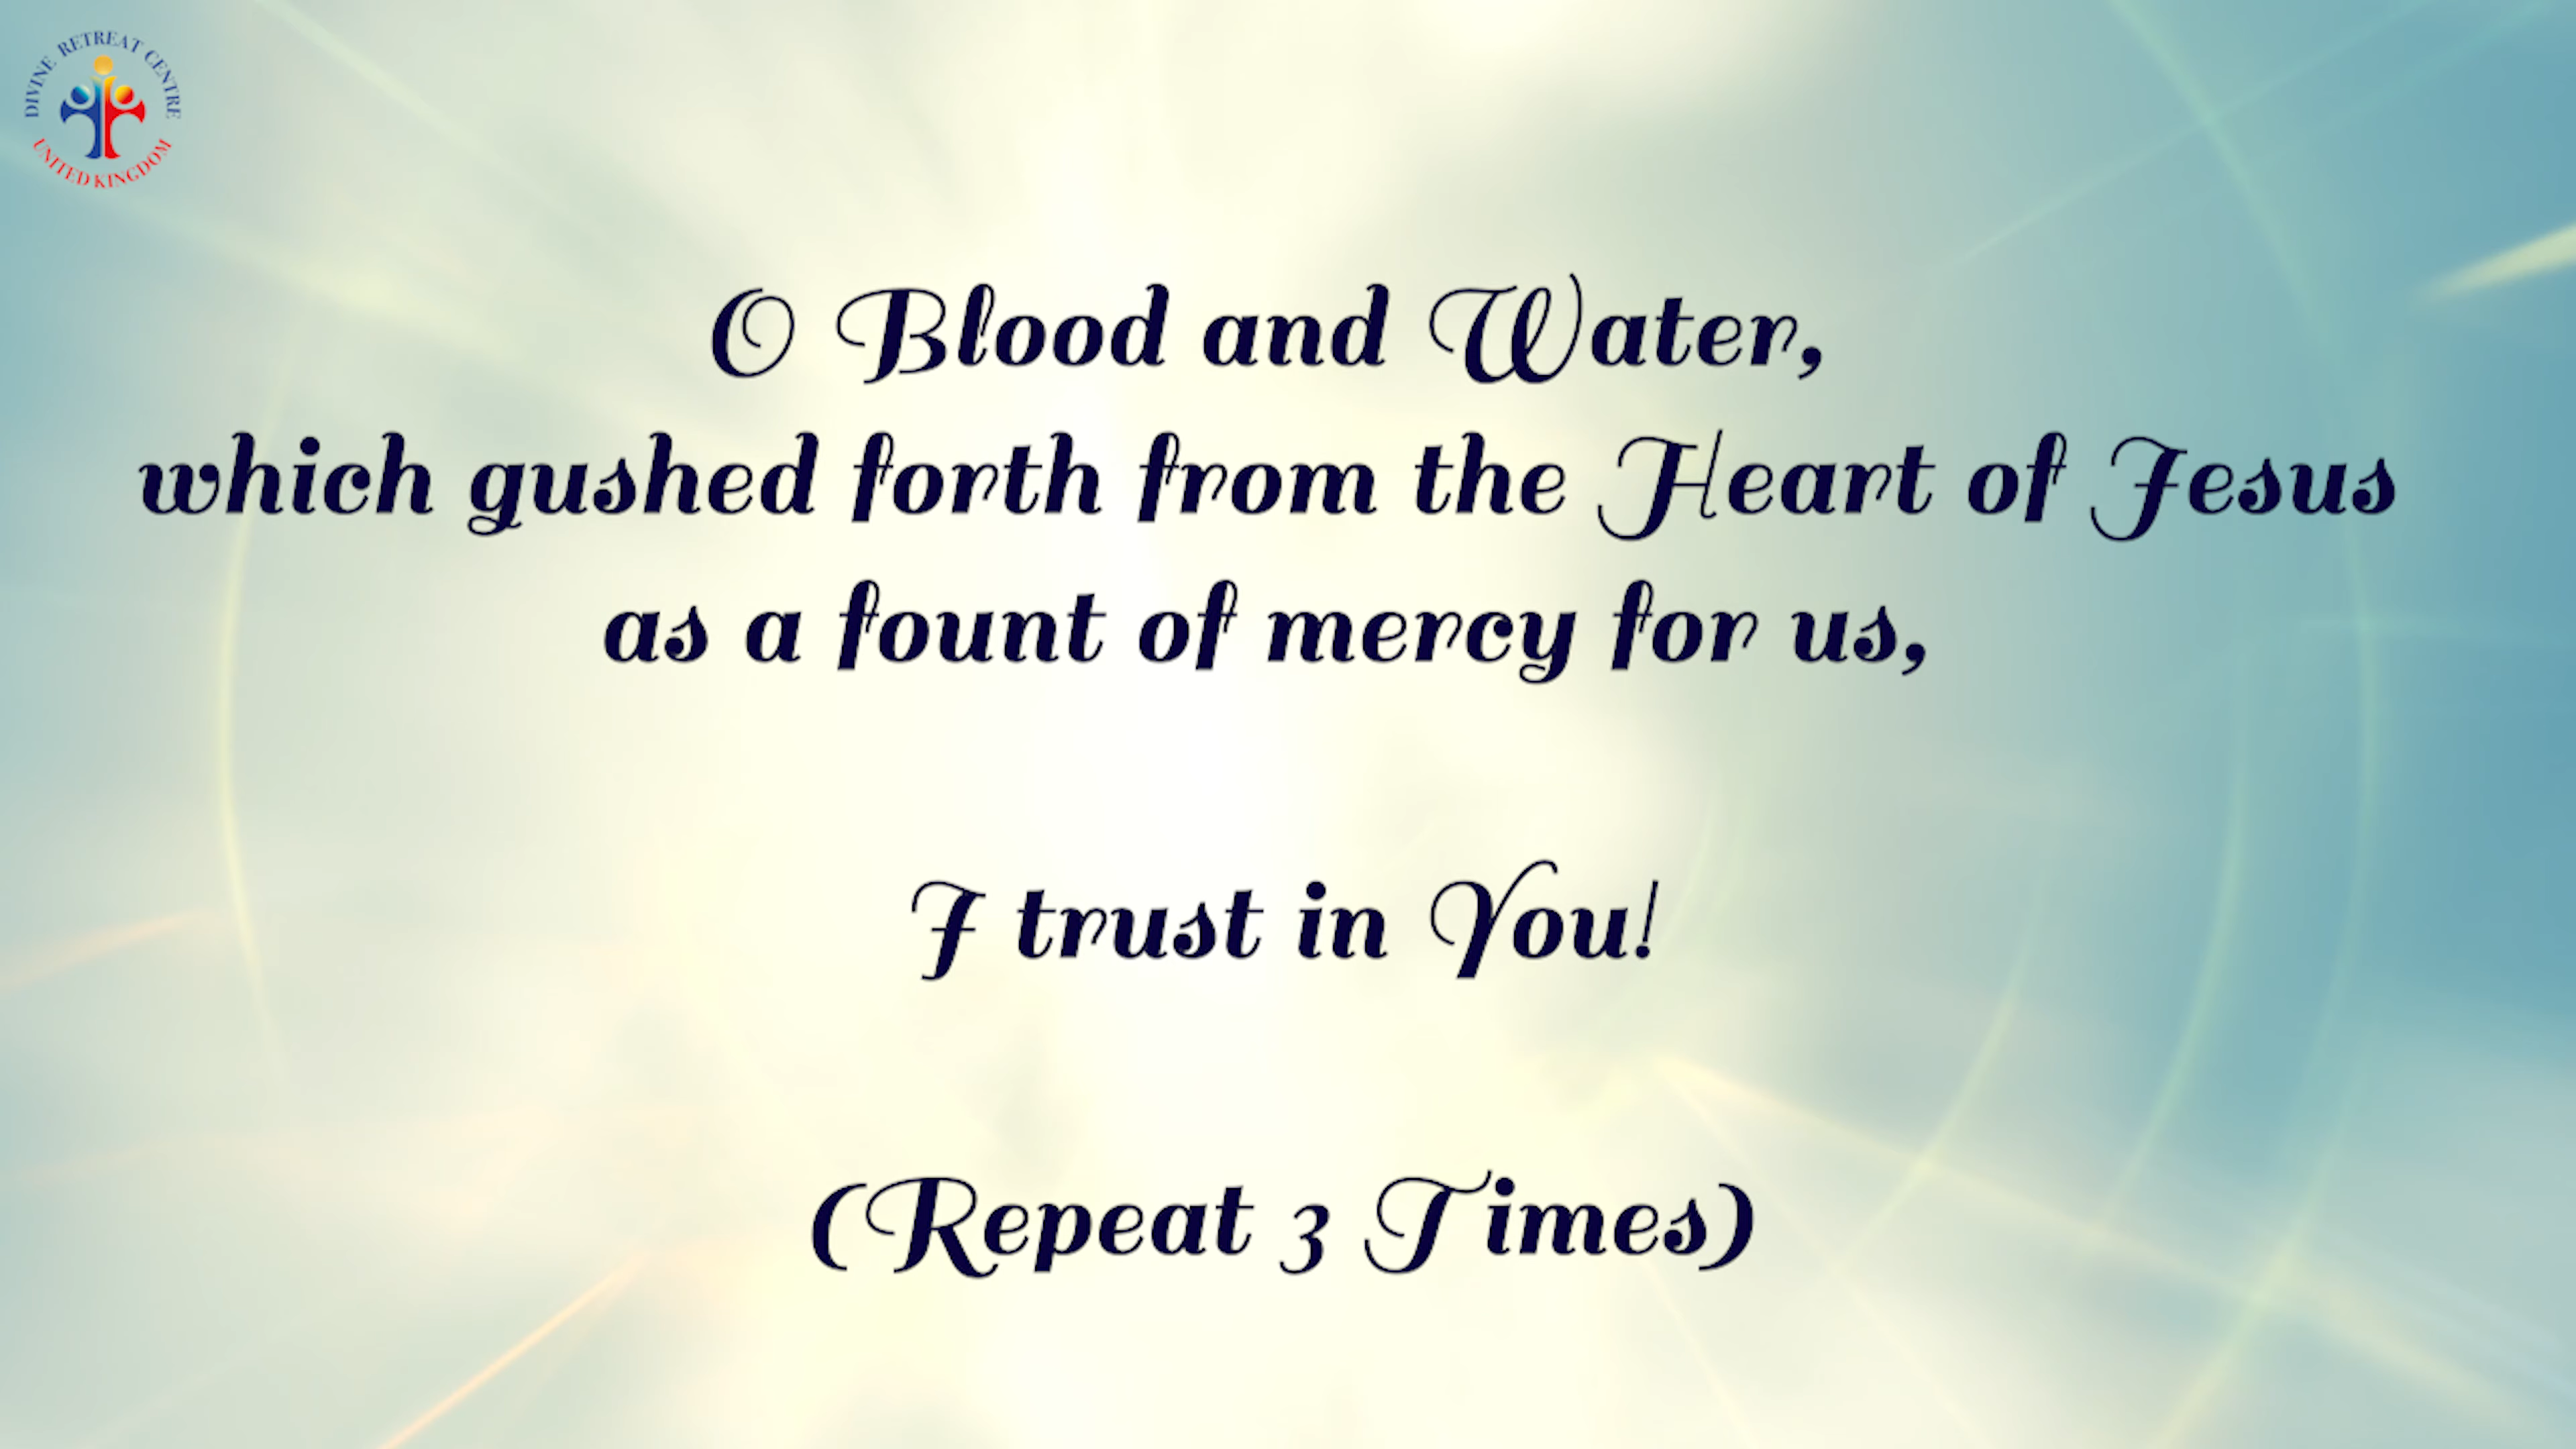 DIVINE RETREAT CENTRE
UNITED KINGDOM
O Blood and Water,
which gushed forth from the Heart of Jesus
as a fount of mercy for us,
I trust in You!
(Repeat 3 Times)